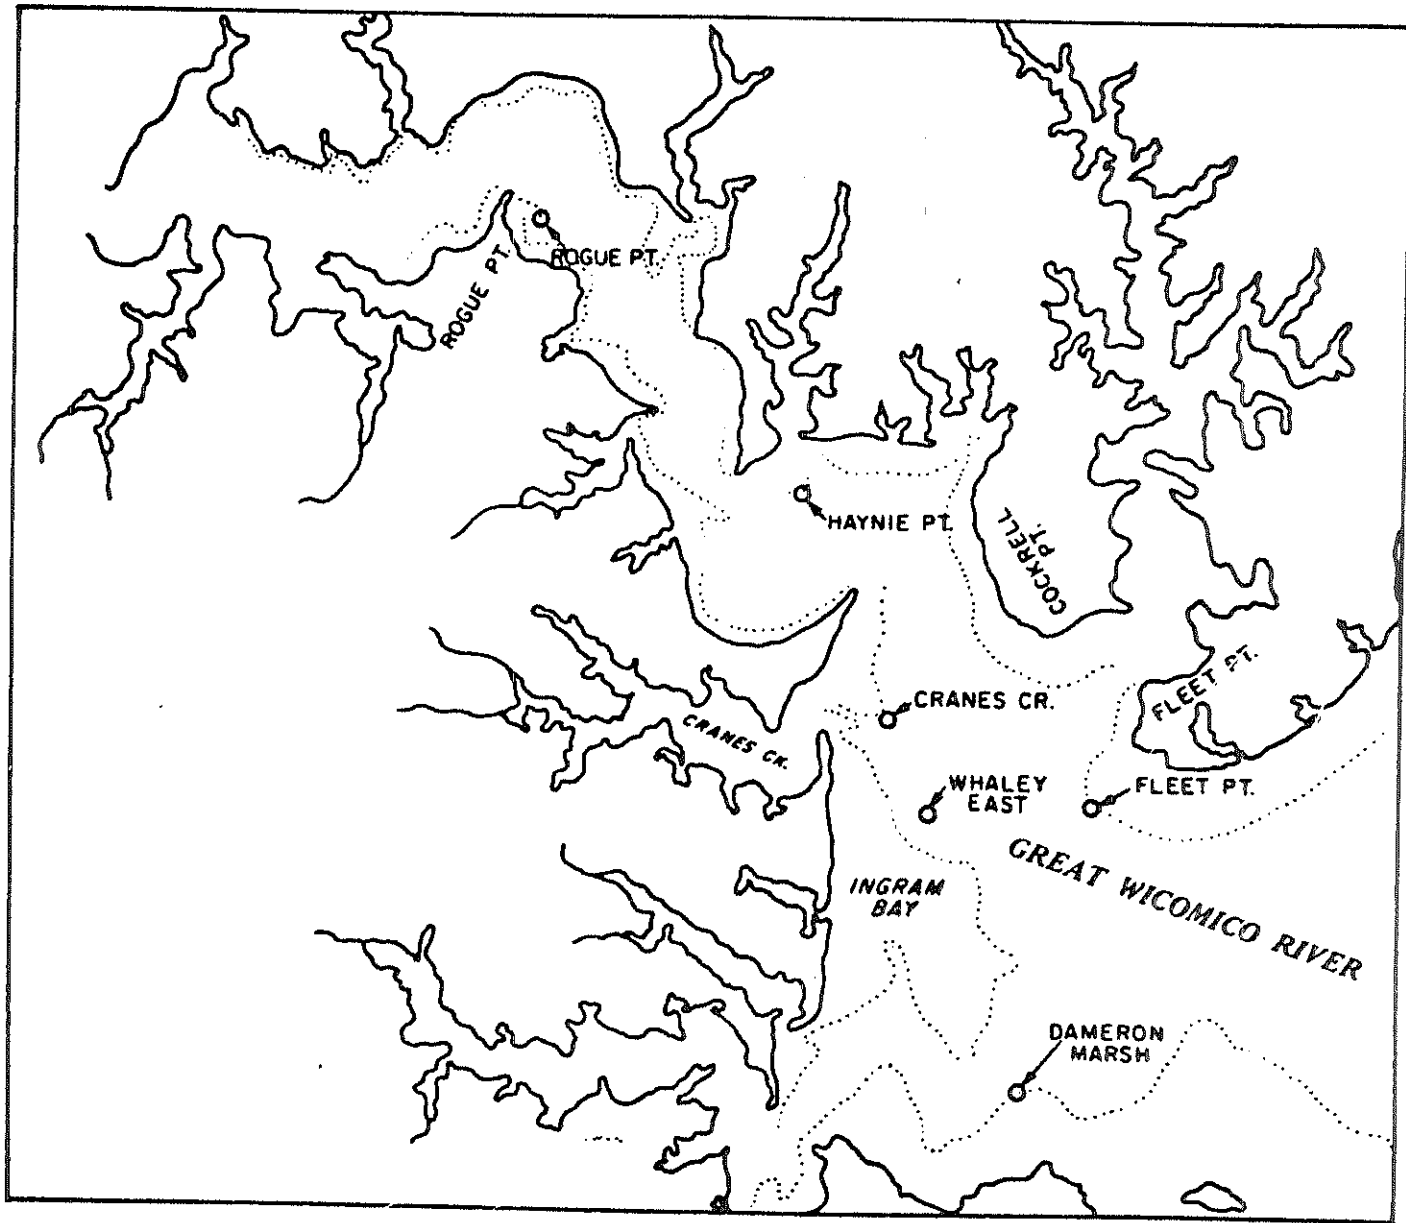 ROGUE PT.
ROGUE PT.
HAYNIE PT.
COCKRELL
PT.
FLEET PT.
CRANES CR.
CRANES CK.
WHALEY
EAST
FLEET PT.
GREAT WICOMICO RIVER
INGRAM
BAY
DAMERON
MARSH